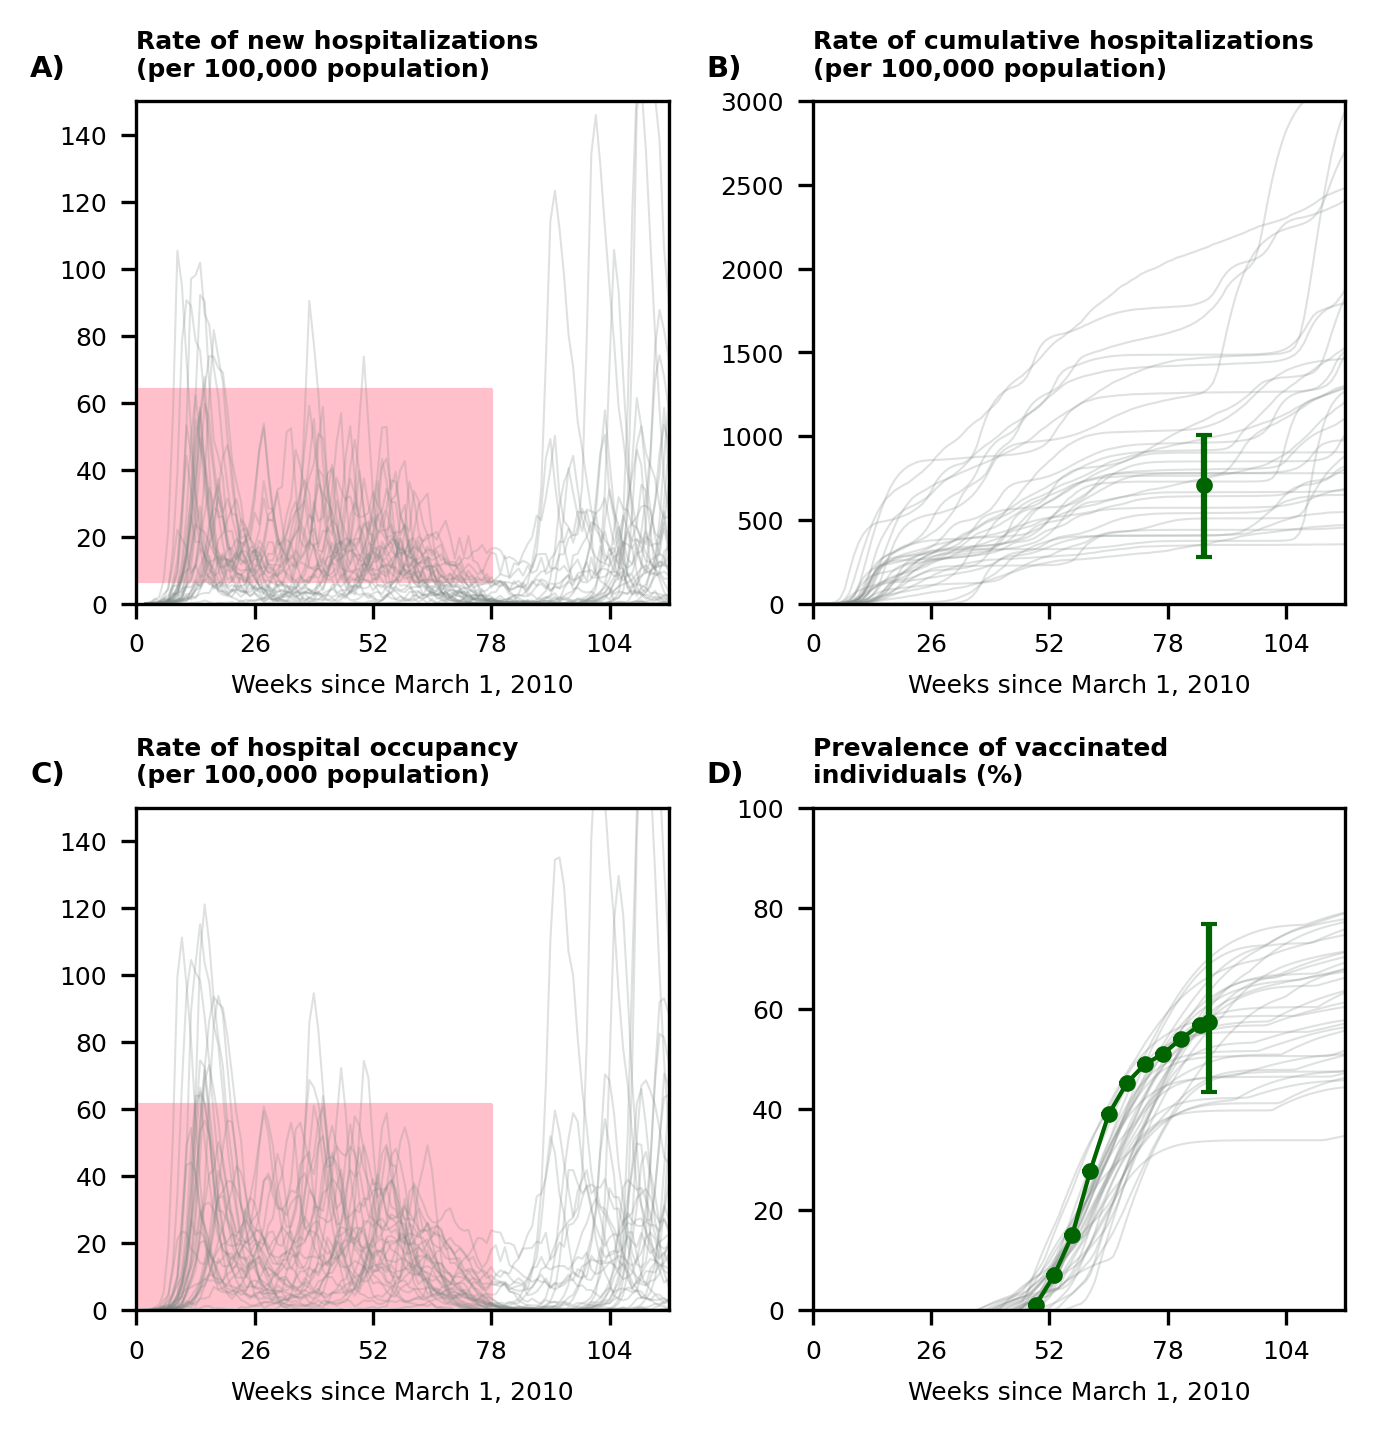 A)
Rate of new hospitalizations
(per 100,000 population)
140
120
100
80
60
40
20
0
0 26 52 78 104
Weeks since March 1, 2010
B)
Rate of cumulative hospitalizations
(per 100,000 population)
3000
2500
2000
1500
1000
500
0
0 26 52 78 104
Weeks since March 1, 2010
C)
Rate of hospital occupancy
(per 100,000 population)
140
120
100
80
60
40
20
0
0 26 52 78 104
Weeks since March 1, 2010
D)
Prevalence of vaccinated
individuals (%)
100
80
60
40
20
0
0 26 52 78 104
Weeks since March 1, 2010